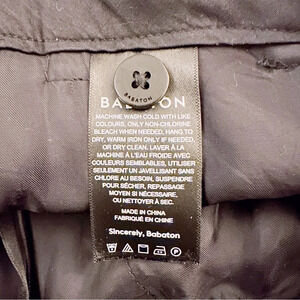 BABATON
BABATON
MACHINE WASH COLD WITH LIKE
COLOURS, ONLY NON-CHLORINE
BLEACH WHEN NEEDED, HANG TO
DRY, WARM IRON ONLY IF NEEDED,
OR DRY CLEAN. LAVER À LA
MACHINE À L'EAU FROIDE AVEC DES
COULEURS SEMBLABLES, UTILISER
SEULEMENT UN JAVELLISANT SANS
CHLORE AU BESOIN, SUSPENDRE
POUR SÉCHER, REPASSAGE
MOYEN SI NÉCESSAIRE,
OU NETTOYER À SEC.
MADE IN CHINA
FABRIQUÉ EN CHINE
Sincerely, Babaton